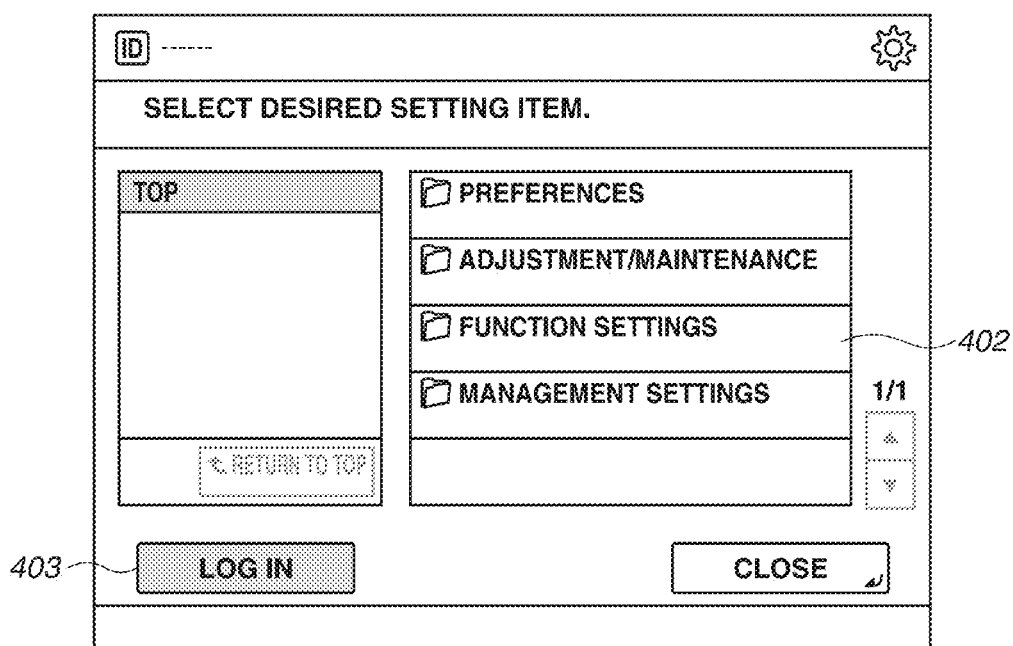 ID ------
SELECT DESIRED SETTING ITEM.
TOP
PREFERENCES
ADJUSTMENT/MAINTENANCE
FUNCTION SETTINGS
402
MANAGEMENT SETTINGS
1/1
RETURN TO TOP
403
LOG IN
CLOSE